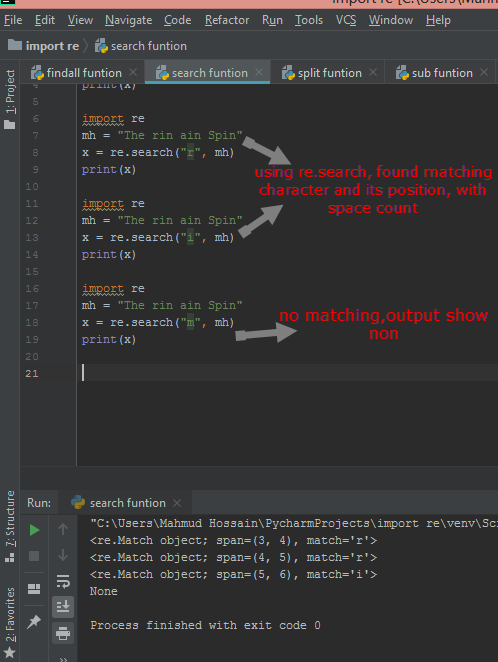 import re [C:\Users\Mahm
File Edit View Navigate Code Refactor Run Tools VCS Window Help
import re search funtion
findall funtion search funtion split funtion sub funtion
1: Project
4 print(x)
5
6 import re
7 mh = "The rin ain Spin"
8 x = re.search("r", mh)
9 print(x)
10
11 import re
12 mh = "The rin ain Spin"
13 x = re.search("i", mh)
14 print(x)
15
16 import re
17 mh = "The rin ain Spin"
18 x = re.search("m", mh)
19 print(x)
20
21
using re.search, found matching
character and its position, with
space count
no matching,output show
non
7: Structure
2: Favorites
Run: search funtion
"C:\Users\Mahmud Hossain\PycharmProjects\import re\venv\Sc
<re.Match object; span=(3, 4), match='r'>
<re.Match object; span=(4, 5), match='r'>
<re.Match object; span=(5, 6), match='i'>
None
Process finished with exit code 0